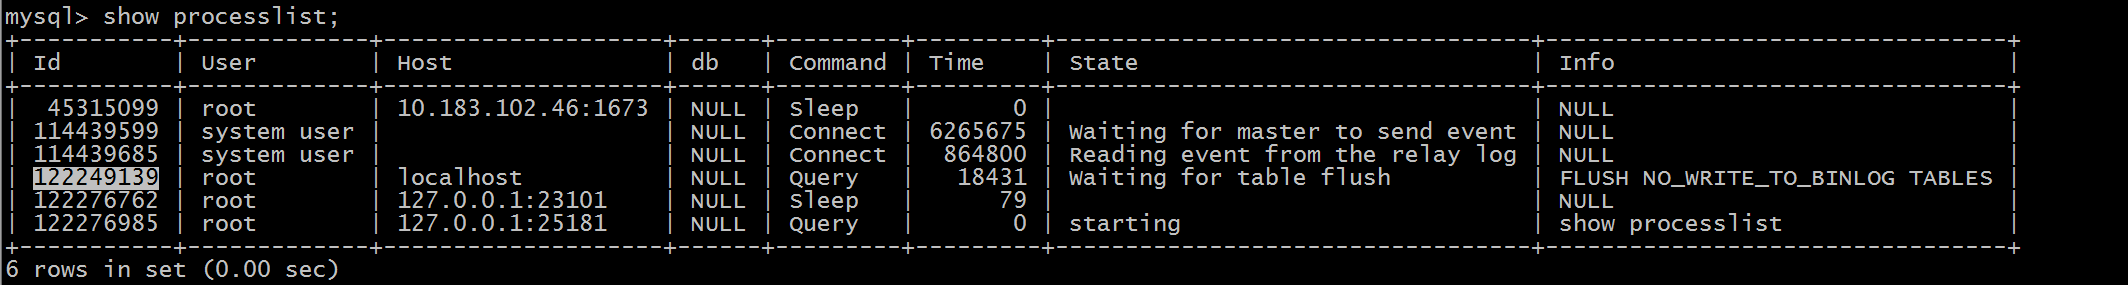 mysql> show processlist;
+-----------+-------------+--------------------+------+---------+---------+----------------------------------+---------------------------------+
| Id        | User        | Host               | db   | Command | Time    | State                            | Info                            |
+-----------+-------------+--------------------+------+---------+---------+----------------------------------+---------------------------------+
|  45315099 | root        | 10.183.102.46:1673 | NULL | Sleep   |       0 |                                  | NULL                            |
| 114439599 | system user |                    | NULL | Connect | 6265675 | Waiting for master to send event | NULL                            |
| 114439685 | system user |                    | NULL | Connect |  864800 | Reading event from the relay log | NULL                            |
| 122249139 | root        | localhost          | NULL | Query   |   18431 | Waiting for table flush          | FLUSH NO_WRITE_TO_BINLOG TABLES |
| 122276762 | root        | 127.0.0.1:23101    | NULL | Sleep   |      79 |                                  | NULL                            |
| 122276985 | root        | 127.0.0.1:25181    | NULL | Query   |       0 | starting                         | show processlist                |
+-----------+-------------+--------------------+------+---------+---------+----------------------------------+---------------------------------+
6 rows in set (0.00 sec)